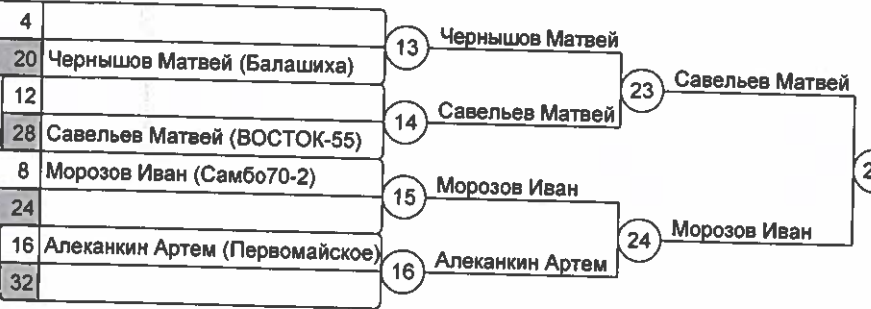 4
20 Чернышов Матвей (Балашиха)
13 Чернышов Матвей
12
28 Савельев Матвей (ВОСТОК-55)
14 Савельев Матвей
23 Савельев Матвей
8 Морозов Иван (Самбо70-2)
24
15 Морозов Иван
16 Алеканкин Артем (Первомайское)
32
16 Алеканкин Артем
24 Морозов Иван